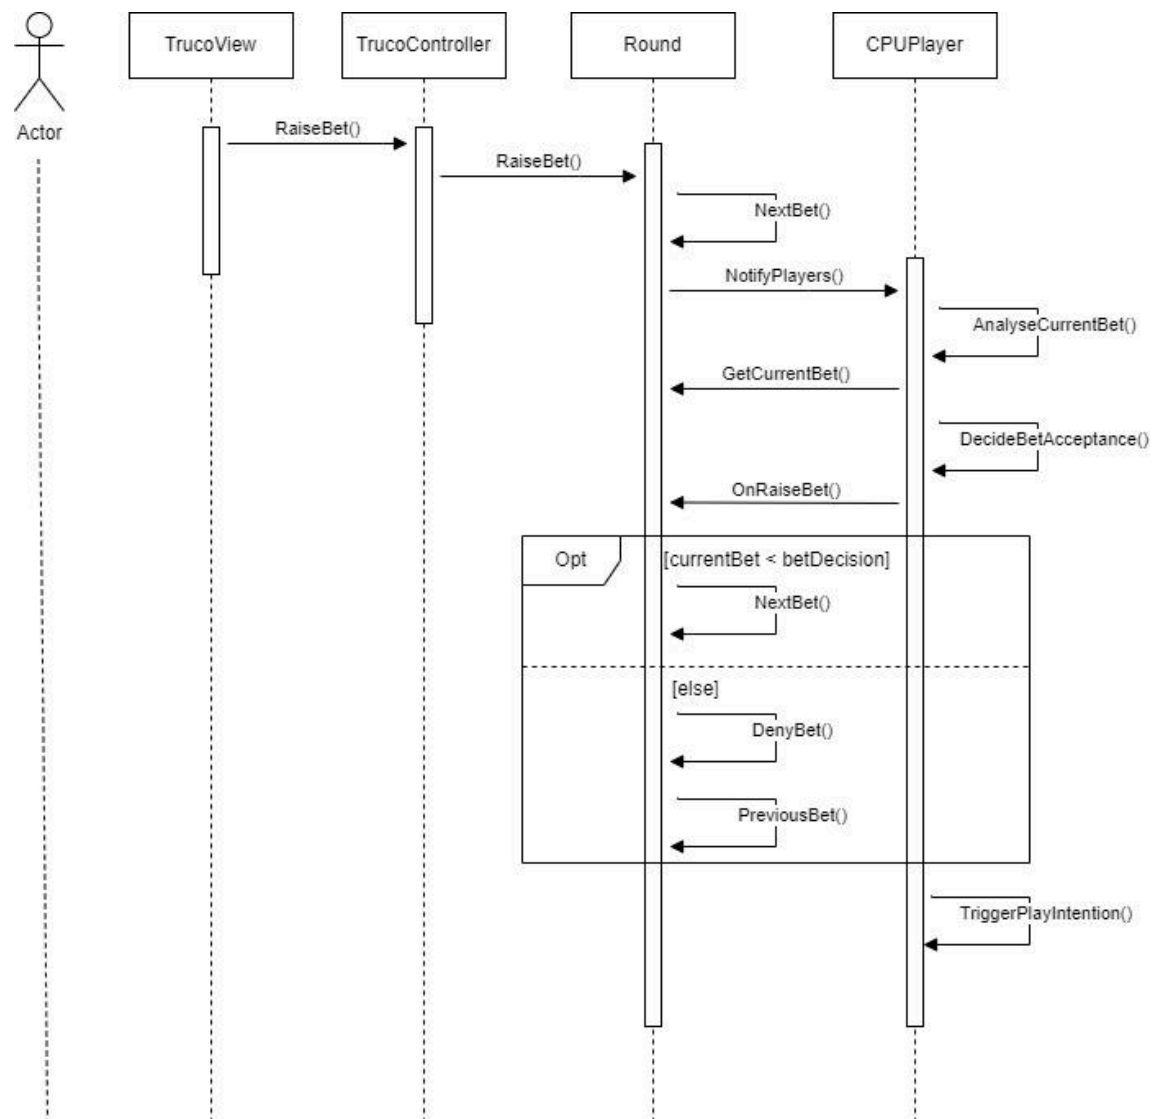 TrucoView
TrucoController
Round
CPUPlayer
Actor
RaiseBet()
RaiseBet()
NextBet()
NotifyPlayers()
AnalyseCurrentBet()
GetCurrentBet()
DecideBetAcceptance()
OnRaiseBet()
Opt
[currentBet < betDecision]
NextBet()
[else]
DenyBet()
PreviousBet()
TriggerPlayIntention()